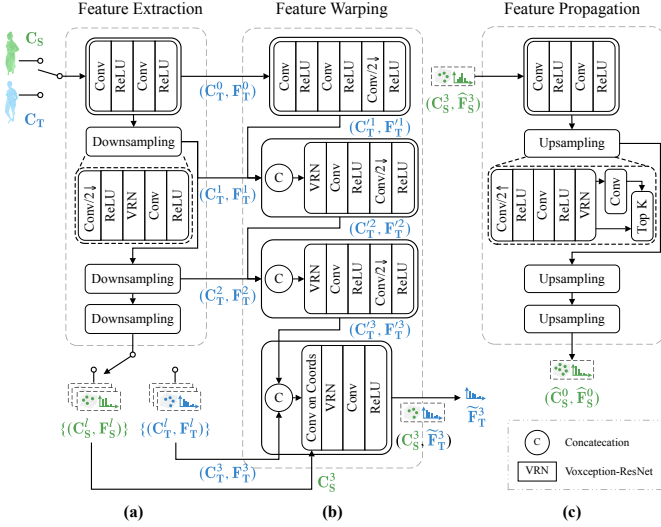 Feature Extraction
Feature Warping
Feature Propagation
C_S
C_T
Conv
ReLU
Conv
ReLU
(C_T^0, F_T^0)
Conv
ReLU
Conv
ReLU
Conv/2↓
ReLU
(C_T'^1, F_T'^1)
(C_S^3, F̂_S^3)
Conv
ReLU
Conv
ReLU
Downsampling
Conv/2↓
ReLU
VRN
Conv
ReLU
(C_T^1, F_T^1)
C
VRN
Conv
ReLU
Conv/2↓
ReLU
(C_T'^2, F_T'^2)
Upsampling
Conv/2↑
ReLU
Conv
ReLU
VRN
Conv
Top K
Downsampling
Downsampling
(C_T^2, F_T^2)
C
VRN
Conv
ReLU
Conv/2↓
ReLU
(C_T'^3, F_T'^3)
Upsampling
Upsampling
{(C_S^l, F_S^l)}
{(C_T^l, F_T^l)}
C
Conv on Coords
VRN
Conv
ReLU
(C_S^3, F̃_T^3)
F̃_T^3
(Ĉ_S^0, F̂_S^0)
(C_T^3, F_T^3)
C_S^3
C
Concatecation
VRN
Voxception-ResNet
(a)
(b)
(c)